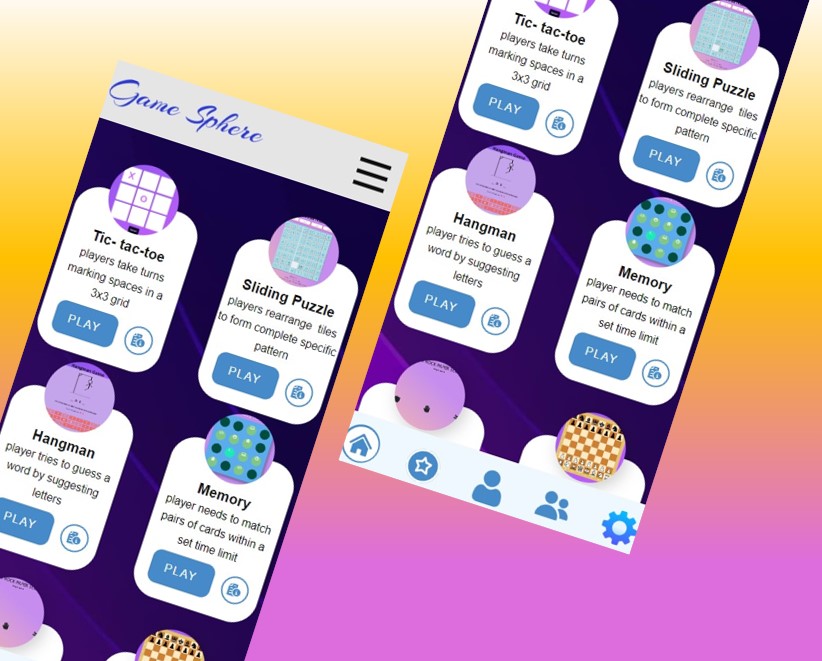 Game Sphere
Tic- tac-toe
players take turns
marking spaces in a
3x3 grid
PLAY
Sliding Puzzle
players rearrange tiles
to form complete specific
pattern
PLAY
Hangman
player tries to guess a
word by suggesting
letters
PLAY
Memory
player needs to match
pairs of cards within a
set time limit
PLAY
Tic- tac-toe
players take turns
marking spaces in a
3x3 grid
PLAY
Sliding Puzzle
players rearrange tiles
to form complete specific
pattern
PLAY
Hangman
player tries to guess a
word by suggesting
letters
PLAY
Memory
player needs to match
pairs of cards within a
set time limit
PLAY